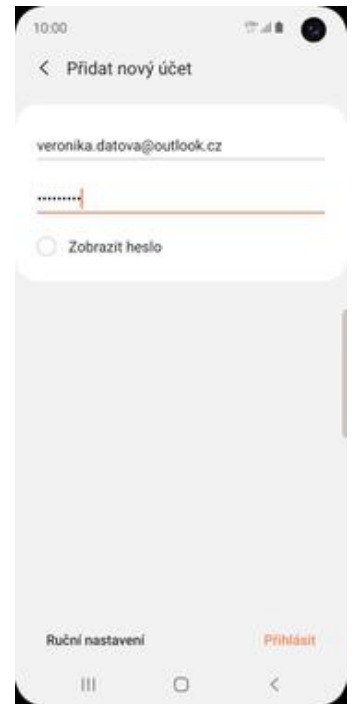 10:00
Přidat nový účet
veronika.datova@outlook.cz
•••••••••
Zobrazit heslo
Ruční nastavení
Přihlásit